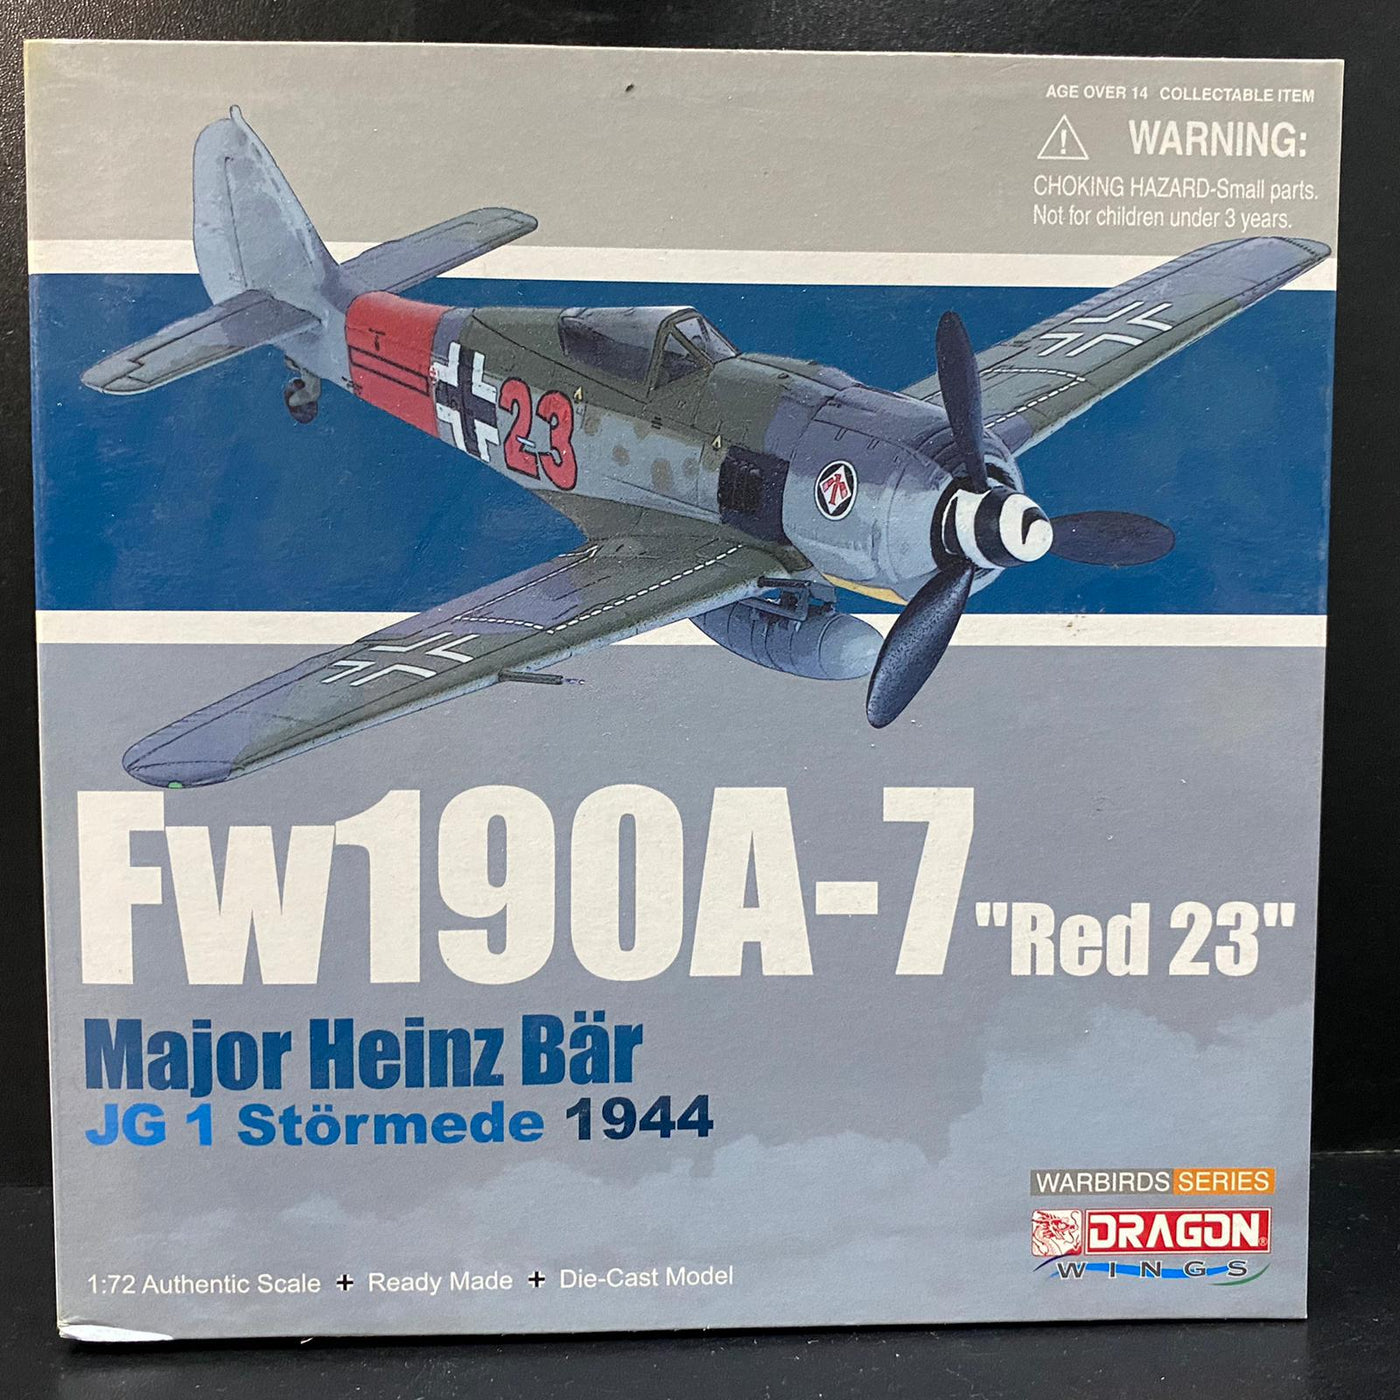 AGE OVER 14 COLLECTABLE ITEM
WARNING:
CHOKING HAZARD-Small parts.
Not for children under 3 years.
23
Fw190A-7 "Red 23"
Major Heinz Bär
JG 1 Störmede 1944
WARBIRDS SERIES
DRAGON®
WINGS
1:72 Authentic Scale + Ready Made + Die-Cast Model